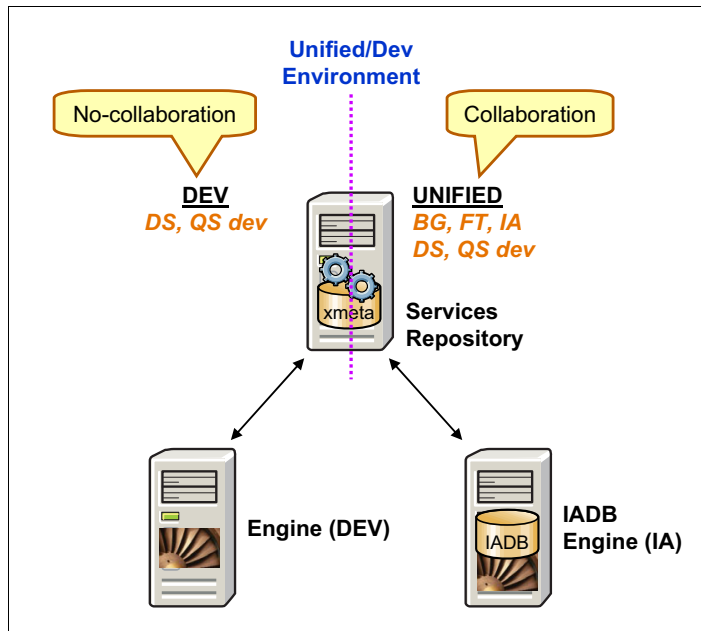 Unified/Dev
Environment
No-collaboration
Collaboration
DEV
DS, QS dev
UNIFIED
BG, FT, IA
DS, QS dev
xmeta
Services
Repository
Engine (DEV)
IADB
IADB
Engine (IA)